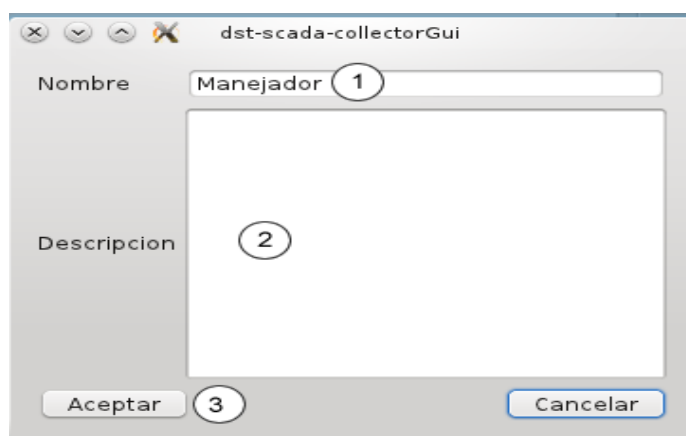 dst-scada-collectorGui
Nombre
Manejador 1
Descripcion
2
Aceptar 3 Cancelar